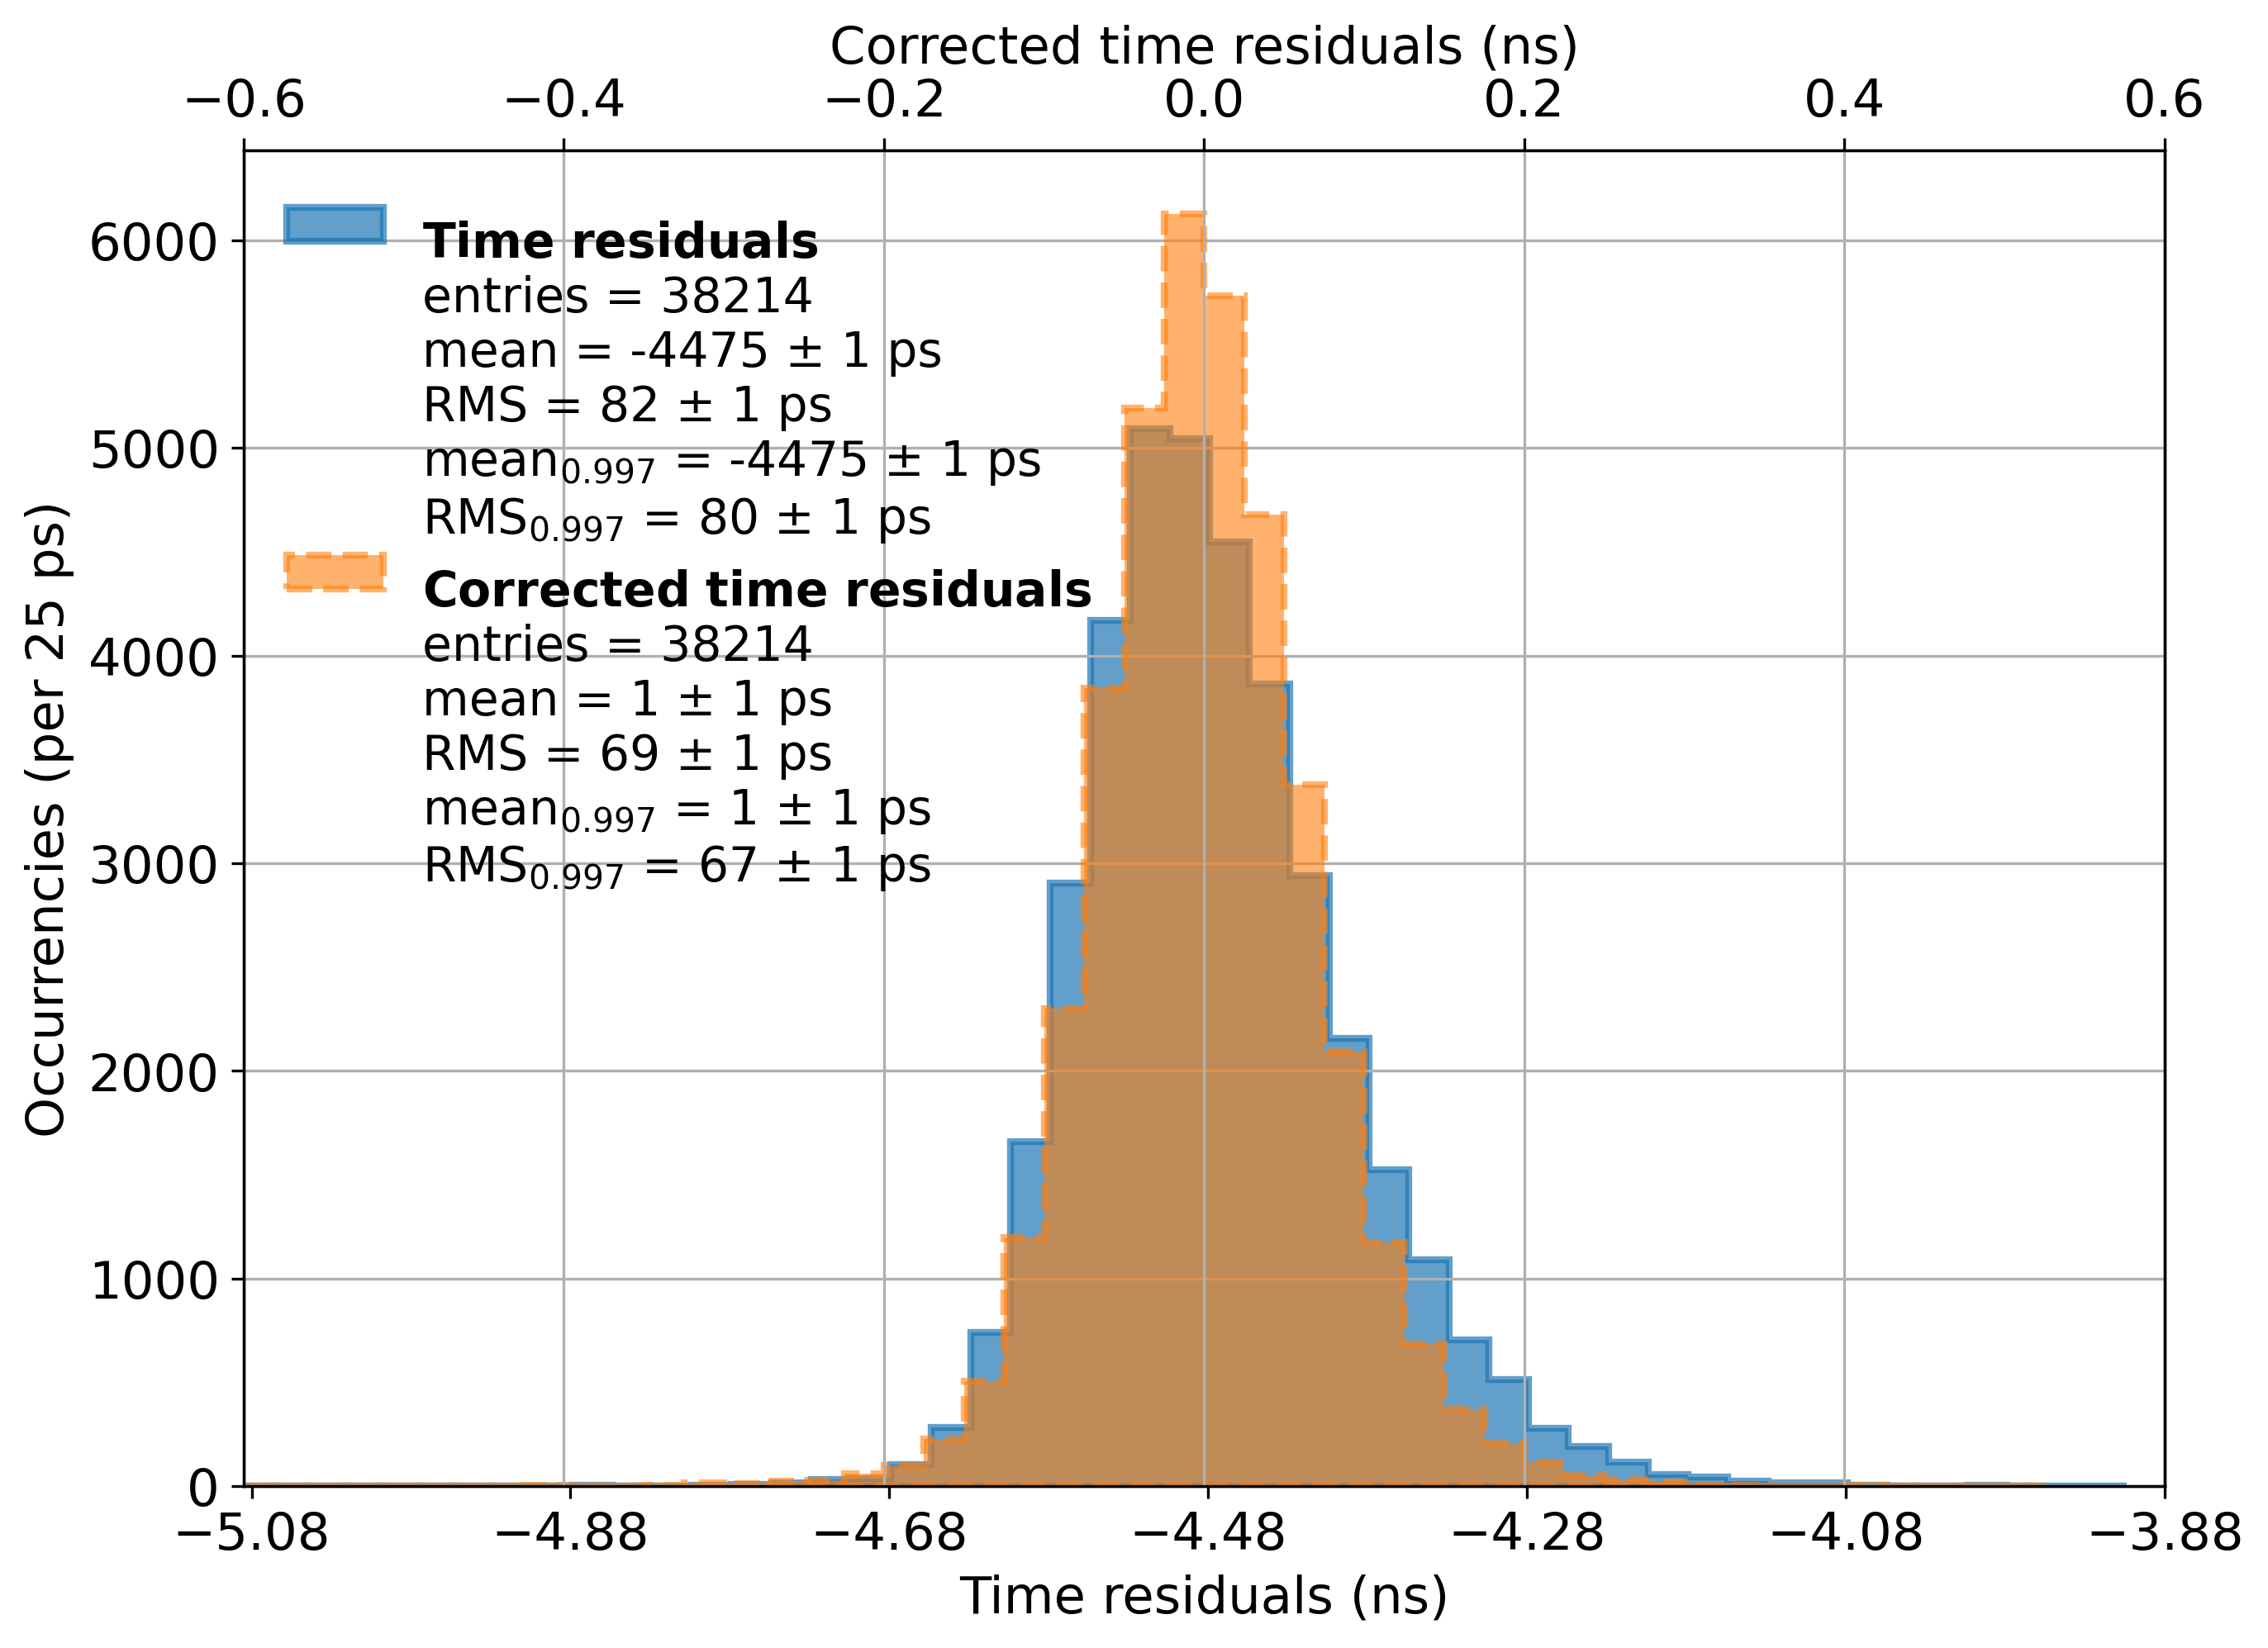 Corrected time residuals (ns)
−0.6 −0.4 −0.2 0.0 0.2 0.4 0.6
Occurrencies (per 25 ps)
6000
5000
4000
3000
2000
1000
0
Time residuals
entries = 38214
mean = -4475 ± 1 ps
RMS = 82 ± 1 ps
mean0.997 = -4475 ± 1 ps
RMS0.997 = 80 ± 1 ps
Corrected time residuals
entries = 38214
mean = 1 ± 1 ps
RMS = 69 ± 1 ps
mean0.997 = 1 ± 1 ps
RMS0.997 = 67 ± 1 ps
−5.08 −4.88 −4.68 −4.48 −4.28 −4.08 −3.88
Time residuals (ns)